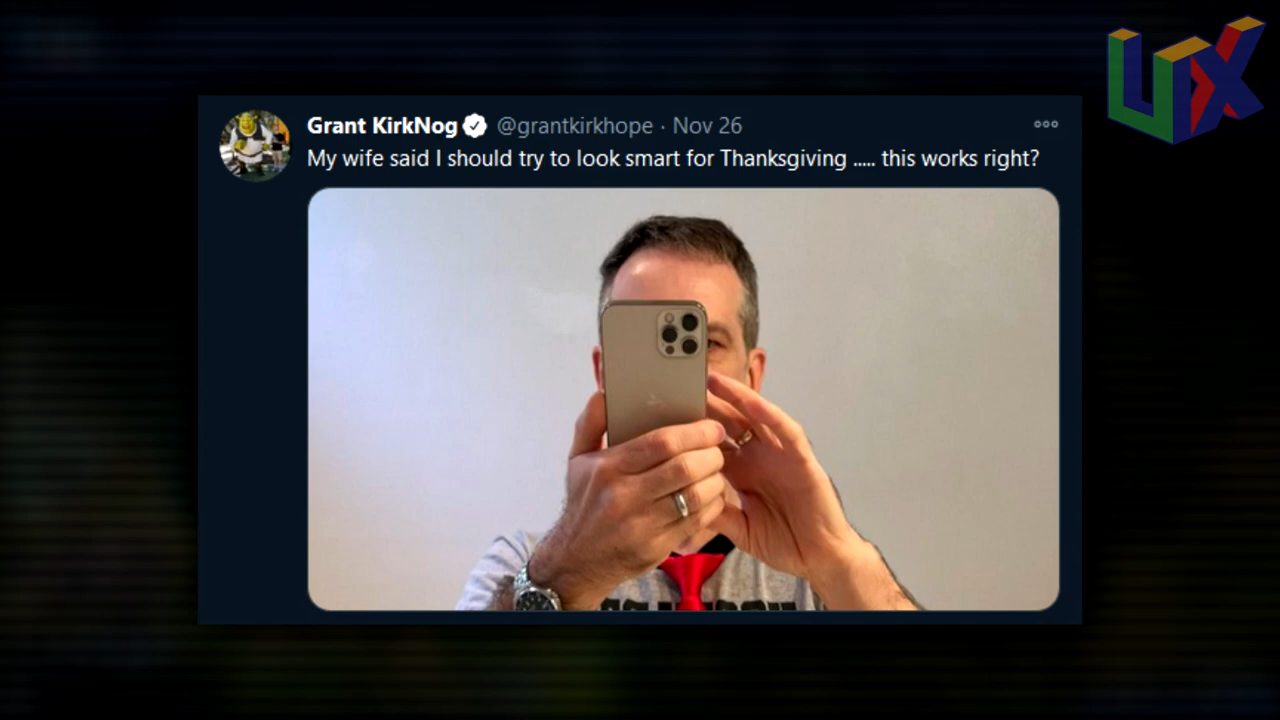 Grant KirkNog @grantkirkhope · Nov 26
My wife said I should try to look smart for Thanksgiving ..... this works right?